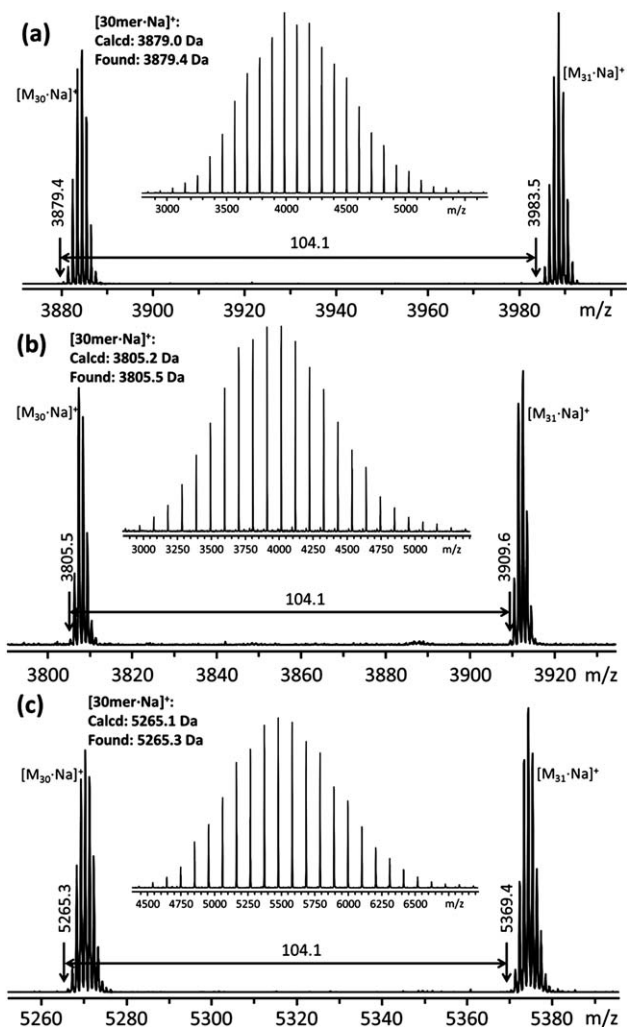 (a)
[30mer·Na]⁺:
Calcd: 3879.0 Da
Found: 3879.4 Da
[M₃₀·Na]⁺
[M₃₁·Na]⁺
3000 3500 4000 4500 5000 m/z
3879.4
3983.5
104.1
3880 3900 3920 3940 3960 3980 m/z
(b)
[30mer·Na]⁺:
Calcd: 3805.2 Da
Found: 3805.5 Da
[M₃₀·Na]⁺
[M₃₁·Na]⁺
3000 3250 3500 3750 4000 4250 4500 4750 5000 m/z
3805.5
3909.6
104.1
3800 3820 3840 3860 3880 3900 3920 m/z
(c)
[30mer·Na]⁺:
Calcd: 5265.1 Da
Found: 5265.3 Da
[M₃₀·Na]⁺
[M₃₁·Na]⁺
4500 4750 5000 5250 5500 5750 6000 6250 6500 m/z
5265.3
5369.4
104.1
5260 5280 5300 5320 5340 5360 5380 m/z